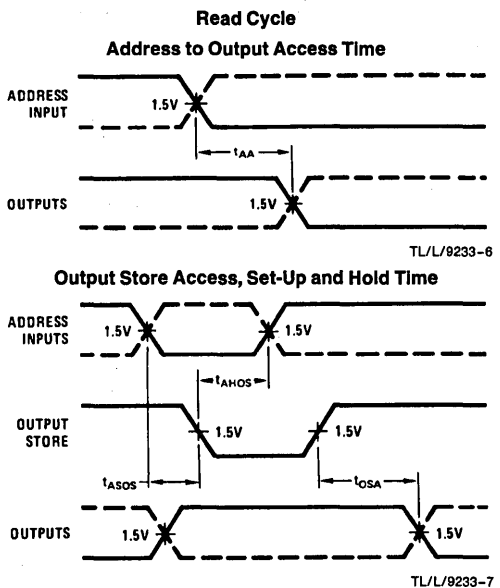 Read Cycle
Address to Output Access Time
ADDRESS
INPUT
1.5V
tAA
OUTPUTS
1.5V
TL/L/9233-6
Output Store Access, Set-Up and Hold Time
ADDRESS
INPUTS
1.5V
1.5V
tAHOS
OUTPUT
STORE
1.5V
1.5V
tASOS
tOSA
OUTPUTS
1.5V
1.5V
TL/L/9233-7